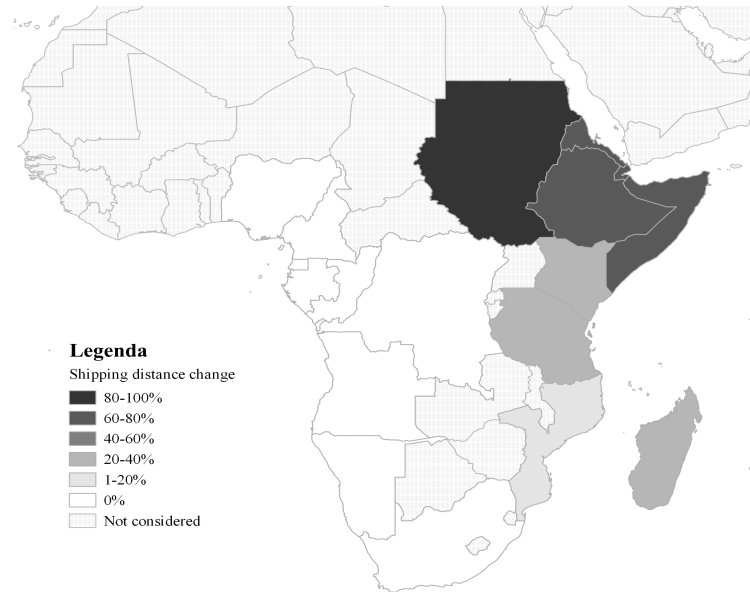 Legenda
Shipping distance change
80-100%
60-80%
40-60%
20-40%
1-20%
0%
Not considered